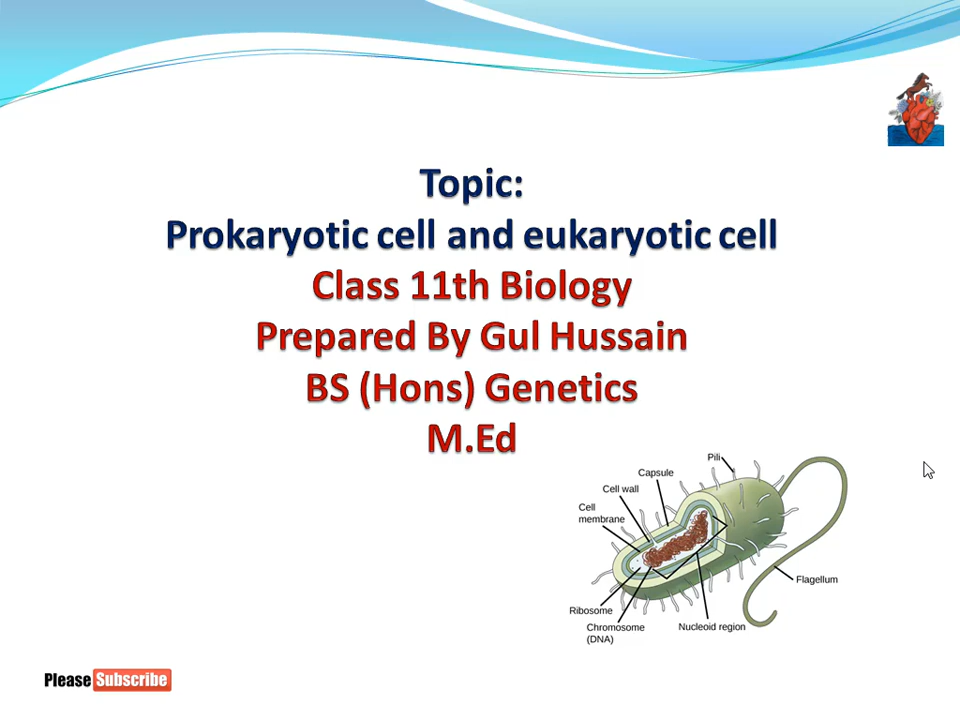 Topic:
Prokaryotic cell and eukaryotic cell
Class 11th Biology
Prepared By Gul Hussain
BS (Hons) Genetics
M.Ed
Pili
Capsule
Cell wall
Cell
membrane
Flagellum
Ribosome
Chromosome
(DNA)
Nucleoid region
Please Subscribe